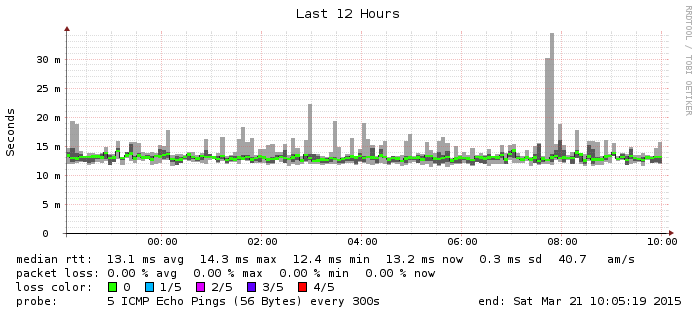 Last 12 Hours
RRDTOOL / TOBI OETIKER
Seconds
30 m
25 m
20 m
15 m
10 m
5 m
0
00:00 02:00 04:00 06:00 08:00 10:00
median rtt: 13.1 ms avg 14.3 ms max 12.4 ms min 13.2 ms now 0.3 ms sd 40.7 am/s
packet loss: 0.00 % avg 0.00 % max 0.00 % min 0.00 % now
loss color: 0 1/5 2/5 3/5 4/5
probe: 5 ICMP Echo Pings (56 Bytes) every 300s end: Sat Mar 21 10:05:19 2015